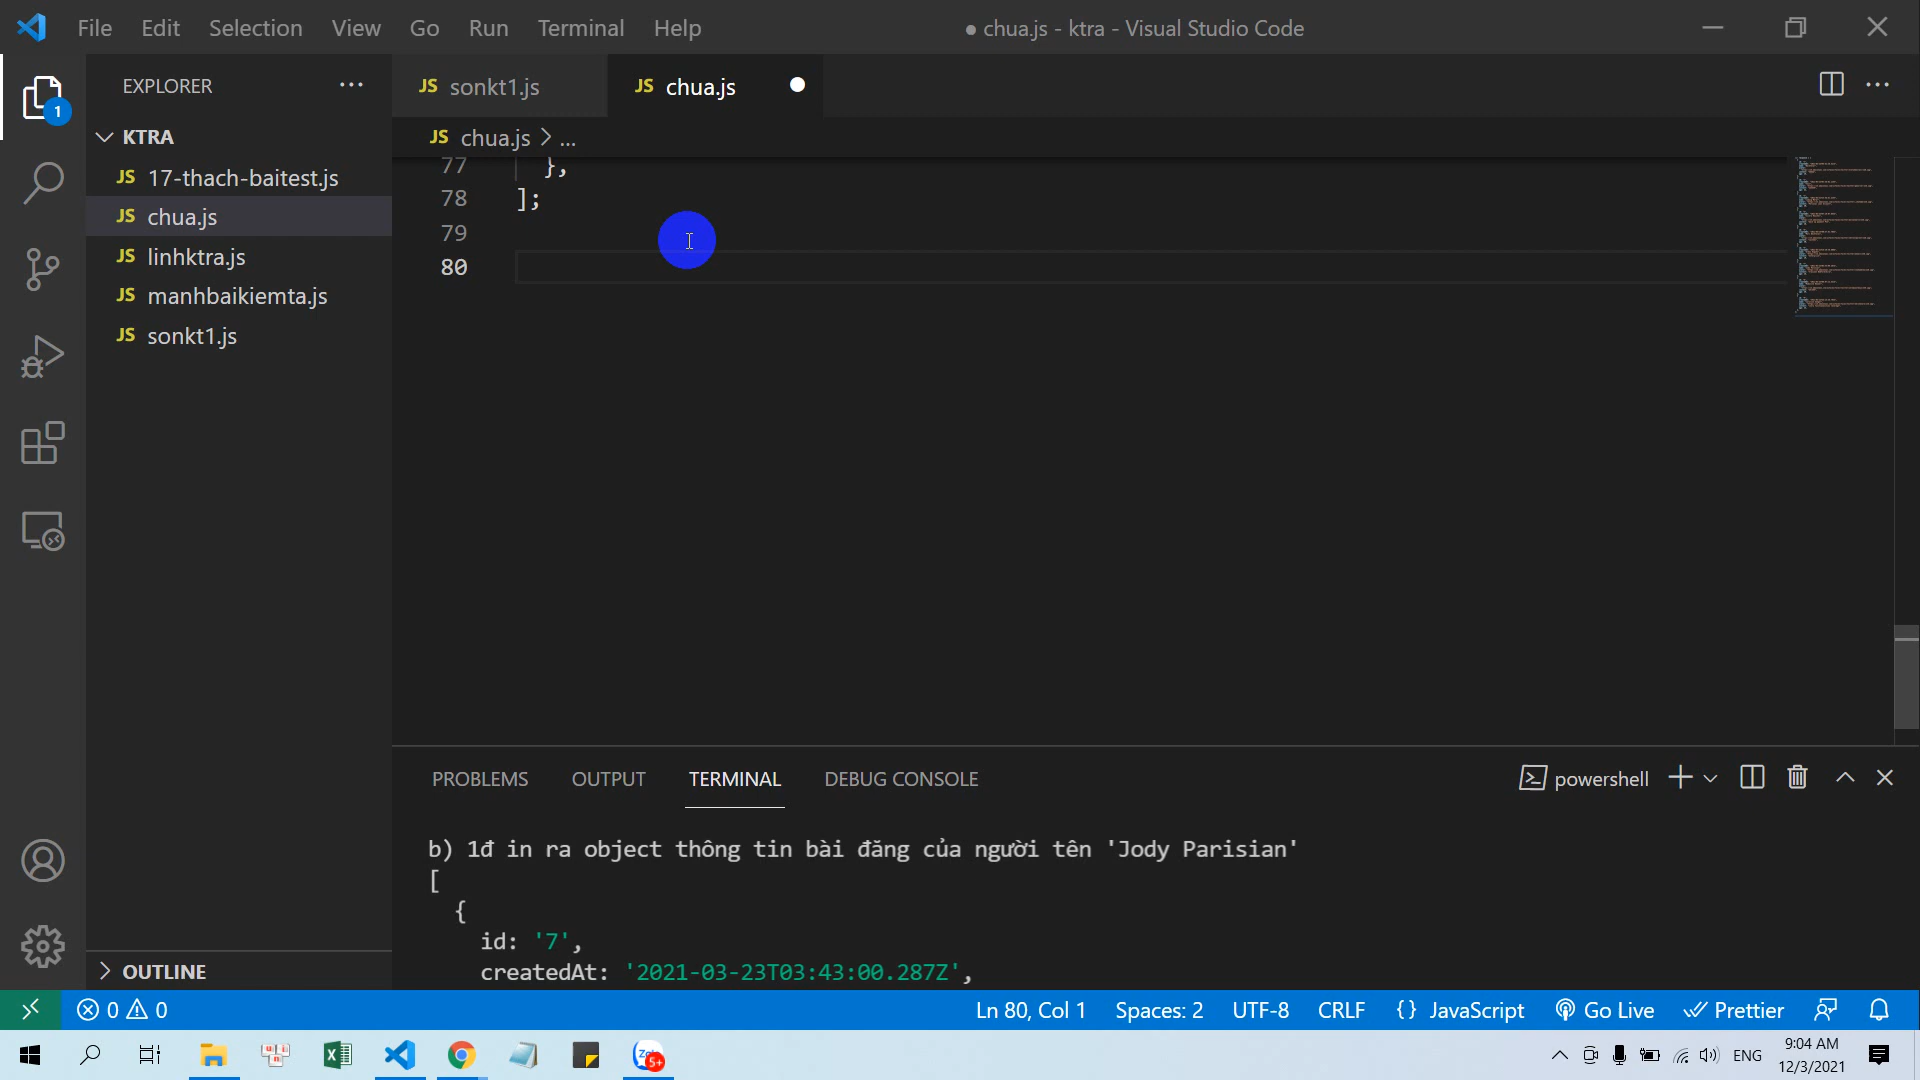 File Edit Selection View Go Run Terminal Help
● chua.js - ktra - Visual Studio Code
EXPLORER
1
KTRA
JS 17-thach-baitest.js
JS chua.js
JS linhktra.js
JS manhbaikiemta.js
JS sonkt1.js
OUTLINE
JS sonkt1.js
JS chua.js
JS chua.js > ...
77 },
78 ];
79
80
PROBLEMS OUTPUT TERMINAL DEBUG CONSOLE
powershell
b) 1đ in ra object thông tin bài đăng của người tên 'Jody Parisian'
[
{
id: '7',
createdAt: '2021-03-23T03:43:00.287Z',
0 0
Ln 80, Col 1 Spaces: 2 UTF-8 CRLF {} JavaScript Go Live Prettier
5+
ENG
9:04 AM
12/3/2021